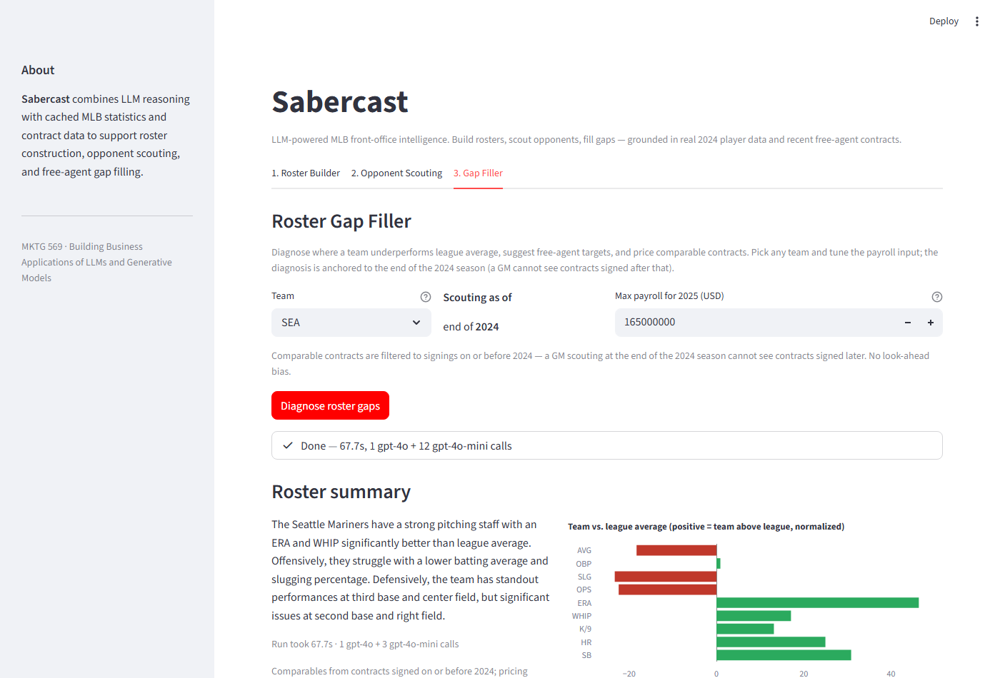 Deploy
About
Sabercast combines LLM reasoning
with cached MLB statistics and
contract data to support roster
construction, opponent scouting,
and free-agent gap filling.
MKTG 569 · Building Business
Applications of LLMs and Generative
Models
Sabercast
LLM-powered MLB front-office intelligence. Build rosters, scout opponents, fill gaps — grounded in real 2024 player data and recent free-agent contracts.
1. Roster Builder 2. Opponent Scouting 3. Gap Filler
Roster Gap Filler
Diagnose where a team underperforms league average, suggest free-agent targets, and price comparable contracts. Pick any team and tune the payroll input; the
diagnosis is anchored to the end of the 2024 season (a GM cannot see contracts signed after that).
Team
SEA
Scouting as of
end of 2024
Max payroll for 2025 (USD)
165000000
Comparable contracts are filtered to signings on or before 2024 — a GM scouting at the end of the 2024 season cannot see contracts signed later. No look-ahead
bias.
Diagnose roster gaps
Done — 67.7s, 1 gpt-4o + 12 gpt-4o-mini calls
Roster summary
The Seattle Mariners have a strong pitching staff with an
ERA and WHIP significantly better than league average.
Offensively, they struggle with a lower batting average and
slugging percentage. Defensively, the team has standout
performances at third base and center field, but significant
issues at second base and right field.
Run took 67.7s · 1 gpt-4o + 3 gpt-4o-mini calls
Comparables from contracts signed on or before 2024; pricing
Team vs. league average (positive = team above league, normalized)
AVG
OBP
SLG
OPS
ERA
WHIP
K/9
HR
SB
−20 0 20 40